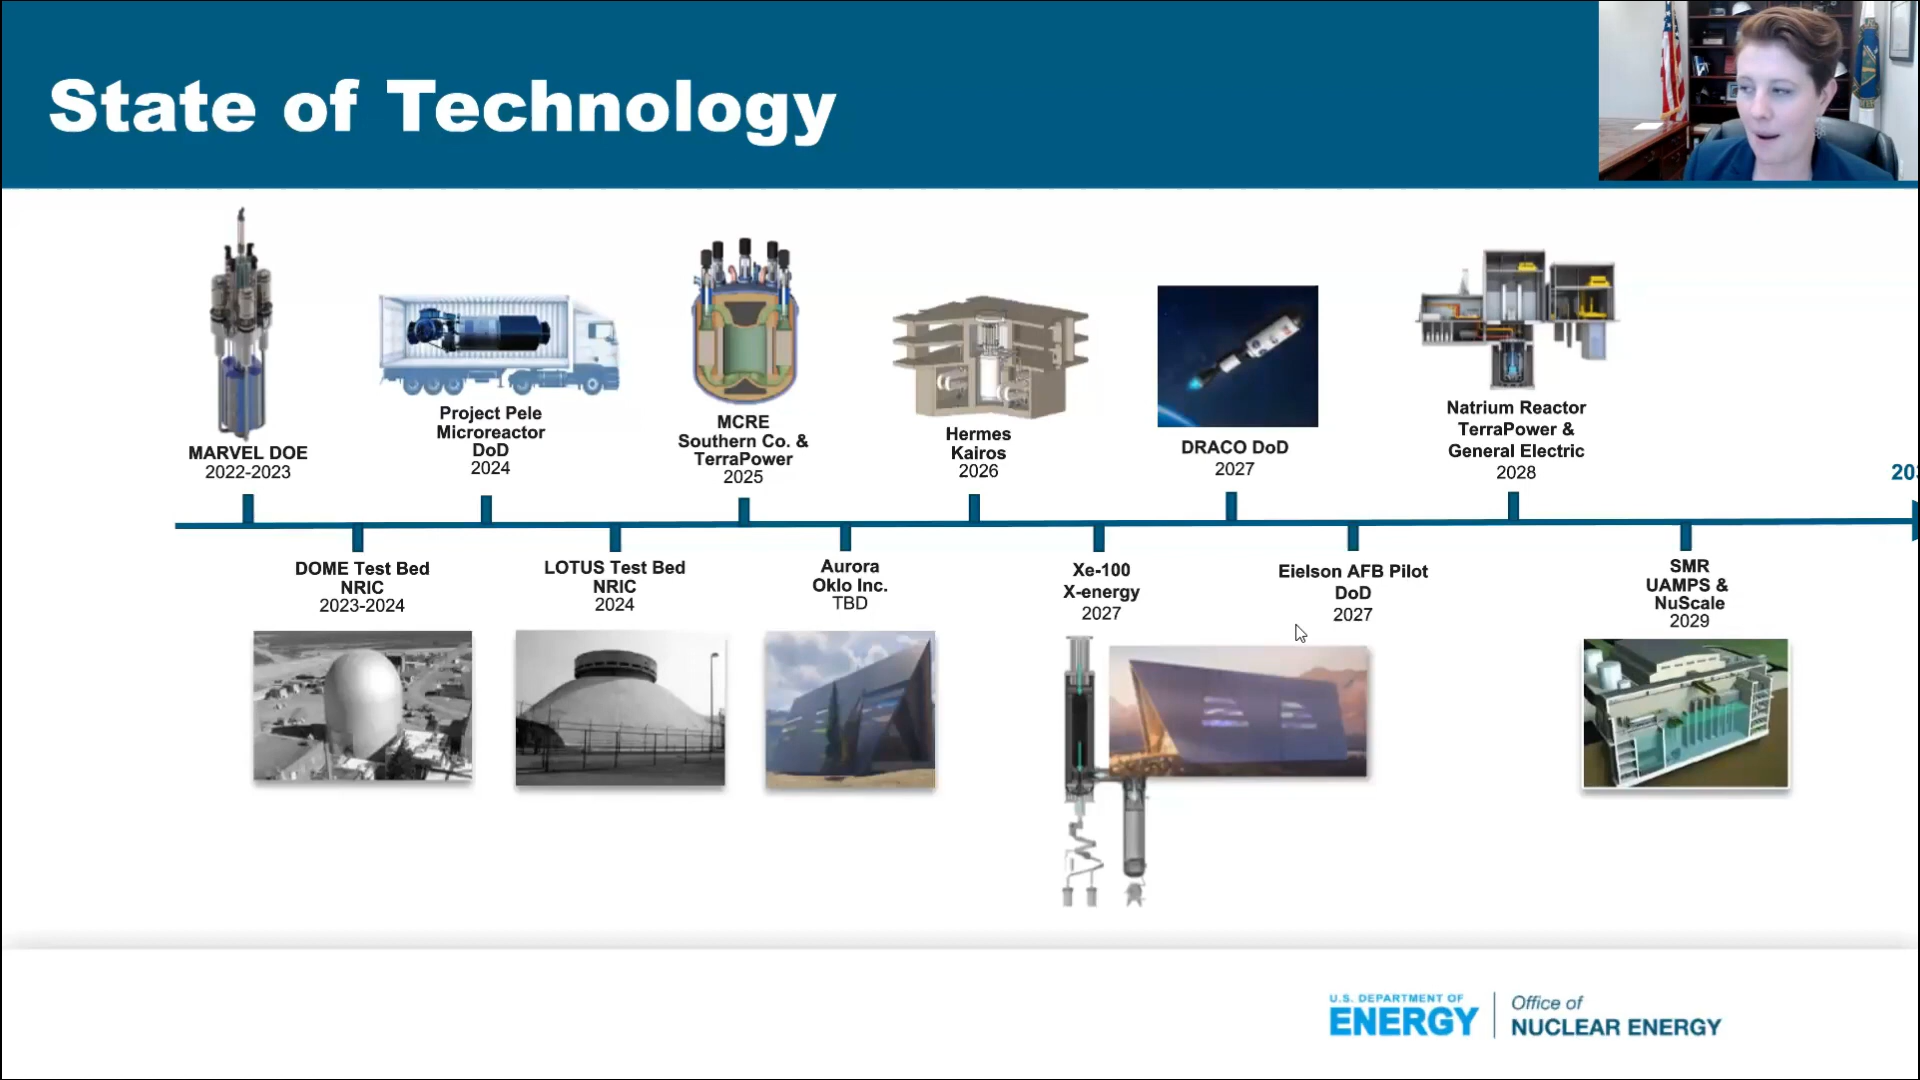 State of Technology
MARVEL DOE
2022-2023
Project Pele
Microreactor
DoD
2024
MCRE
Southern Co. &
TerraPower
2025
Hermes
Kairos
2026
DRACO DoD
2027
Natrium Reactor
TerraPower &
General Electric
2028
DOME Test Bed
NRIC
2023-2024
LOTUS Test Bed
NRIC
2024
Aurora
Oklo Inc.
TBD
Xe-100
X-energy
2027
Eielson AFB Pilot
DoD
2027
SMR
UAMPS &
NuScale
2029
U.S. DEPARTMENT OF
ENERGY
Office of
NUCLEAR ENERGY